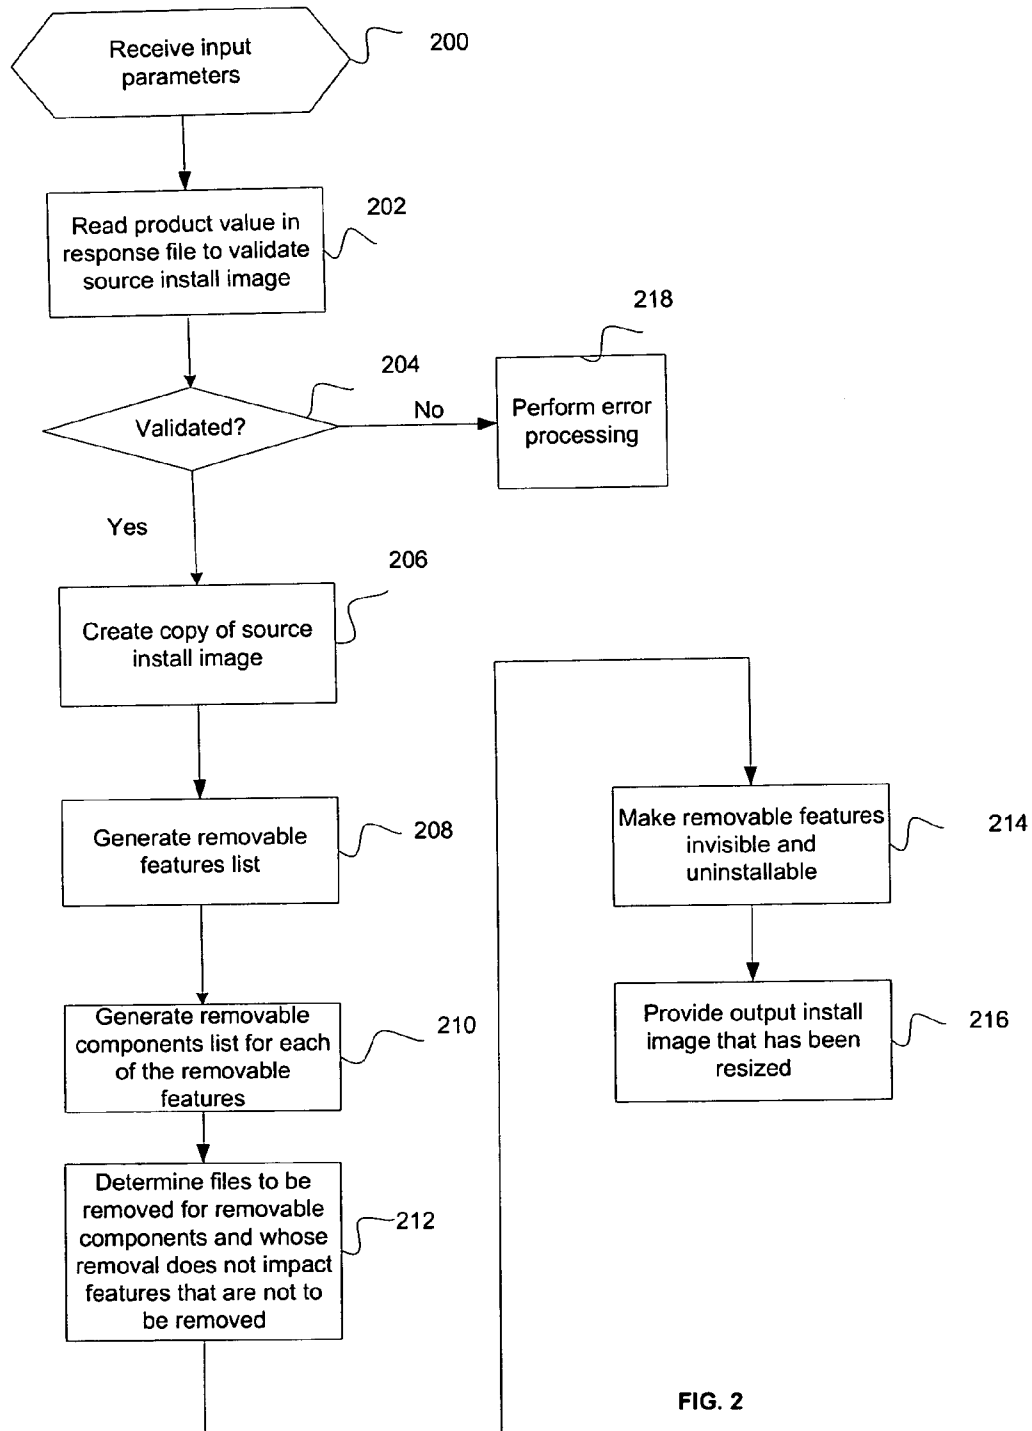 Receive input
parameters
200
Read product value in
response file to validate
source install image
202
Validated?
204
No
Perform error
processing
218
Yes
Create copy of source
install image
206
Generate removable
features list
208
Generate removable
components list for each
of the removable
features
210
Determine files to be
removed for removable
components and whose
removal does not impact
features that are not to
be removed
212
Make removable features
invisible and
uninstallable
214
Provide output install
image that has been
resized
216
FIG. 2